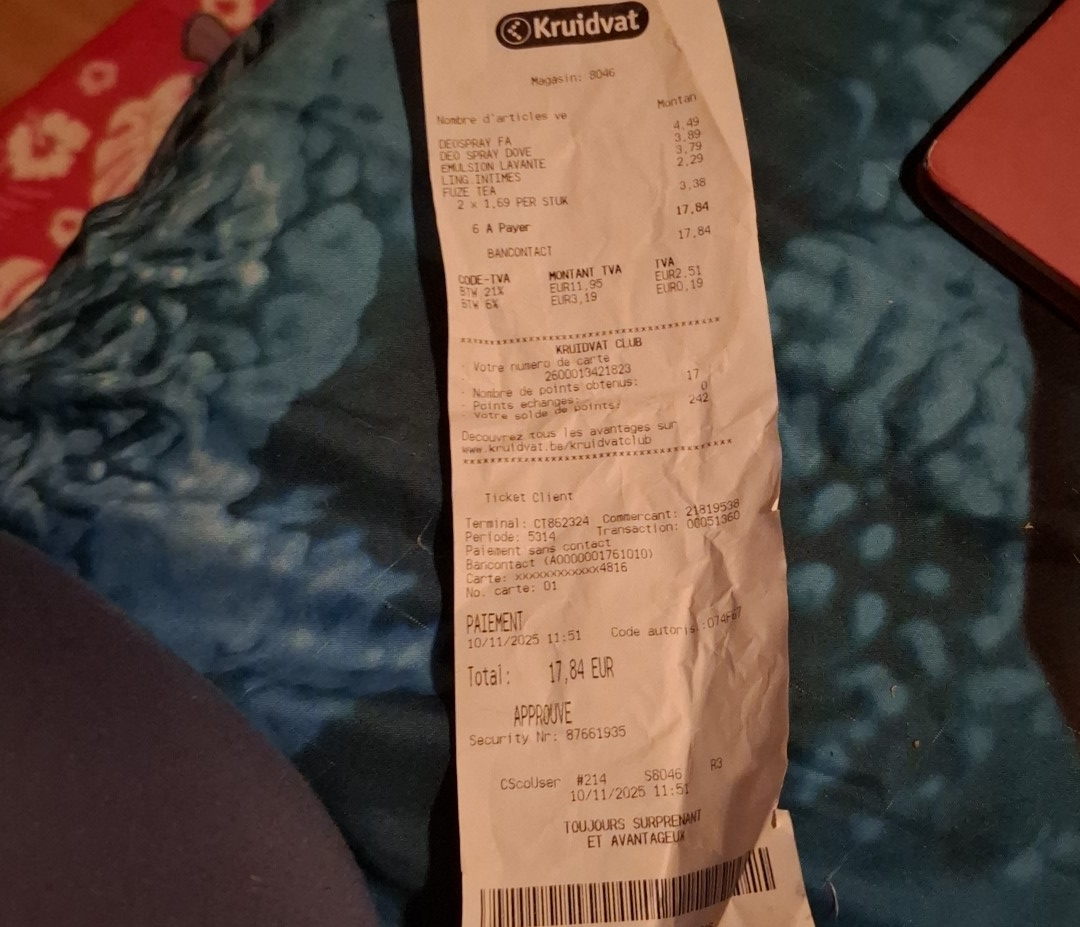 Kruidvat
Magasin: 8046
Nombre d'articles ve Montan
DEOSPRAY FA 4,49
DEO SPRAY DOVE 3,89
EMULSION LAVANTE 3,79
LING.INTIMES 2,29
FUZE TEA
2 x 1,69 PER STUK 3,38
6 A Payer 17,84
BANCONTACT 17,84
CODE-TVA MONTANT TVA TVA
BTW 21% EUR11,95 EUR2,51
BTW 6% EUR3,19 EUR0,19
KRUIDVAT CLUB
Votre numero de carte
2600013421823
Nombre de points obtenus: 17
Points echanges: 0
Votre solde de points: 242
Decouvrez tous les avantages sur
www.kruidvat.be/kruidvatclub
Ticket Client
Terminal: CT862324 Commercant: 21819538
Periode: 5314 Transaction: 00051360
Paiement sans contact
Bancontact (A0000001761010)
Carte: xxxxxxxxxxxx4816
No. carte: 01
PAIEMENT
10/11/2025 11:51 Code autoris.:
Total: 17,84 EUR
APPROUVE
Security Nr: 87661935
CScoUser #214 S8046 R3
10/11/2025 11:51
TOUJOURS SURPRENANT
ET AVANTAGEUX